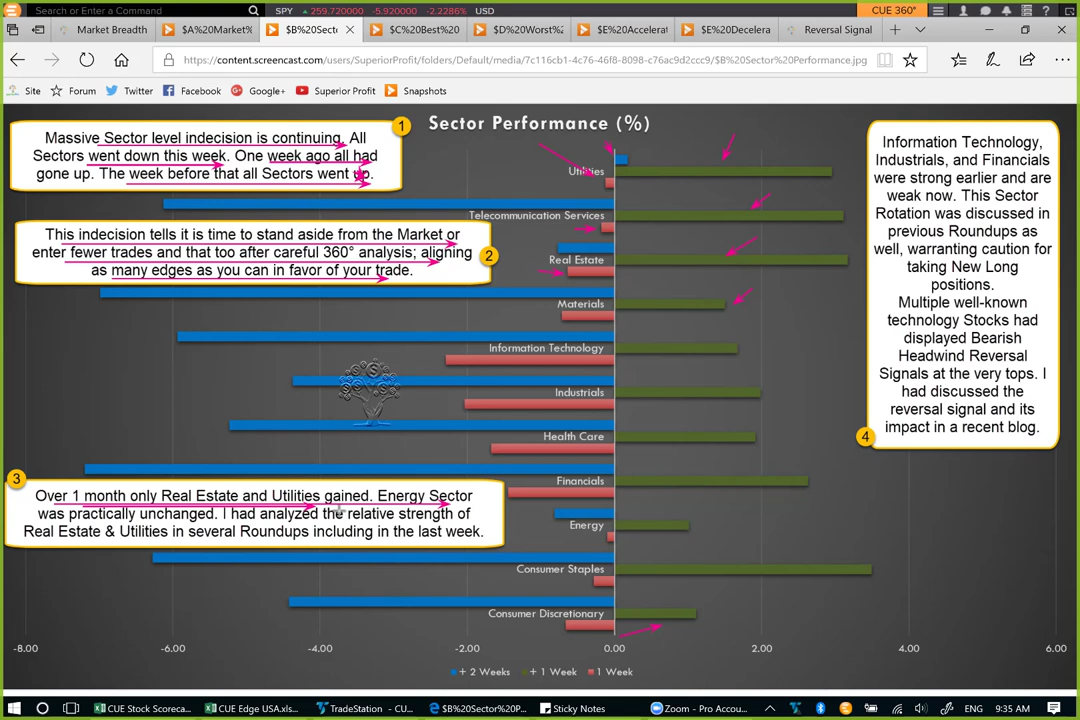 Search or Enter a Command
SPY 259.720000 -5.920000 -2.2286% USD
CUE 360°
Market Breadth
$A%20Market%
$B%20Secto
$C%20Best%20
$D%20Worst%
$E%20Accelerat
$E%20Decelera
Reversal Signal
https://content.screencast.com/users/SuperiorProfit/folders/Default/media/7c116cb1-4c76-46f8-8098-c76ac9d2ccc9/$B%20Sector%20Performance.jpg
Site
Forum
Twitter
Facebook
Google+
Superior Profit
Snapshots
Sector Performance (%)
1
Massive Sector level indecision is continuing. All
Sectors went down this week. One week ago all had
gone up. The week before that all Sectors went up.
2
This indecision tells it is time to stand aside from the Market or
enter fewer trades and that too after careful 360° analysis; aligning
as many edges as you can in favor of your trade.
3
Over 1 month only Real Estate and Utilities gained. Energy Sector
was practically unchanged. I had analyzed the relative strength of
Real Estate & Utilities in several Roundups including in the last week.
4
Information Technology,
Industrials, and Financials
were strong earlier and are
weak now. This Sector
Rotation was discussed in
previous Roundups as
well, warranting caution for
taking New Long
positions.
Multiple well-known
technology Stocks had
displayed Bearish
Headwind Reversal
Signals at the very tops. I
had discussed the
reversal signal and its
impact in a recent blog.
Utilities
Telecommunication Services
Real Estate
Materials
Information Technology
Industrials
Health Care
Financials
Energy
Consumer Staples
Consumer Discretionary
-8.00
-6.00
-4.00
-2.00
0.00
2.00
4.00
6.00
+ 2 Weeks
+ 1 Week
1 Week
CUE Stock Scoreca...
CUE Edge USA.xls...
TradeStation - CU...
$B%20Sector%20P...
Sticky Notes
Zoom - Pro Accou...
ENG
9:35 AM